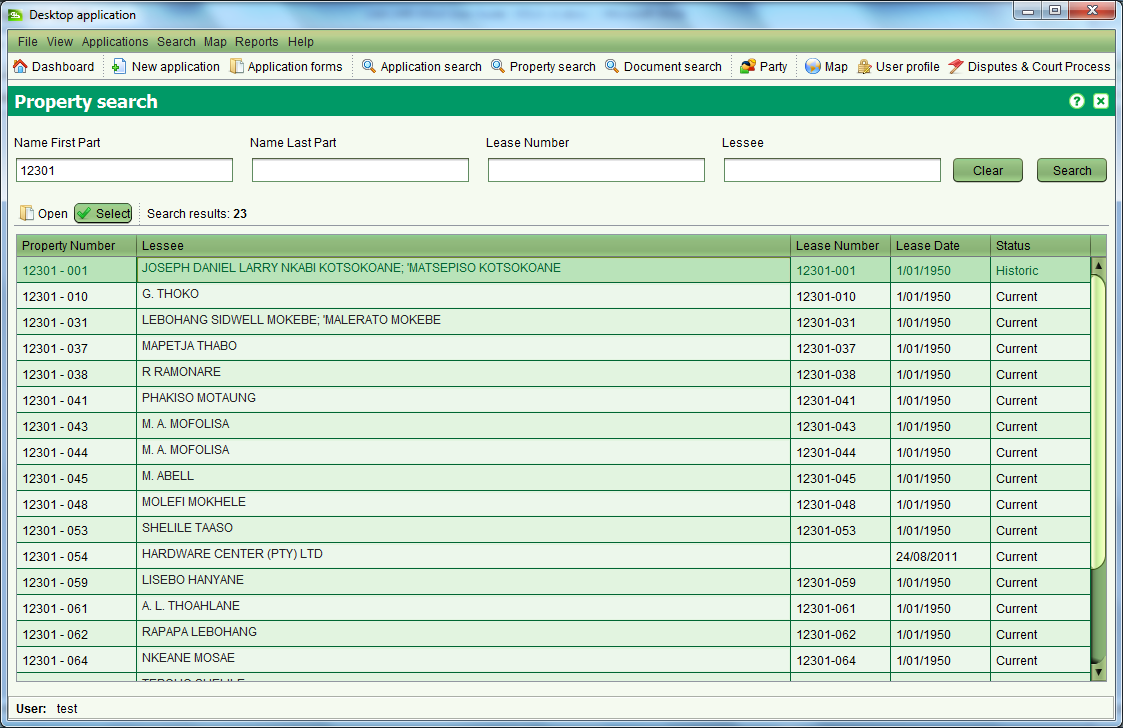 Desktop application
File View Applications Search Map Reports Help
Dashboard New application Application forms Application search Property search Document search Party Map User profile Disputes & Court Process
Property search
Name First Part Name Last Part Lease Number Lessee
12301 Clear Search
Open Select Search results: 23
Property Number Lessee Lease Number Lease Date Status
12301 - 001 JOSEPH DANIEL LARRY NKABI KOTSOKOANE; 'MATSEPISO KOTSOKOANE 12301-001 1/01/1950 Historic
12301 - 010 G. THOKO 12301-010 1/01/1950 Current
12301 - 031 LEBOHANG SIDWELL MOKEBE; 'MALERATO MOKEBE 12301-031 1/01/1950 Current
12301 - 037 MAPETJA THABO 12301-037 1/01/1950 Current
12301 - 038 R RAMONARE 12301-038 1/01/1950 Current
12301 - 041 PHAKISO MOTAUNG 12301-041 1/01/1950 Current
12301 - 043 M. A. MOFOLISA 12301-043 1/01/1950 Current
12301 - 044 M. A. MOFOLISA 12301-044 1/01/1950 Current
12301 - 045 M. ABELL 12301-045 1/01/1950 Current
12301 - 048 MOLEFI MOKHELE 12301-048 1/01/1950 Current
12301 - 053 SHELILE TAASO 12301-053 1/01/1950 Current
12301 - 054 HARDWARE CENTER (PTY) LTD 24/08/2011 Current
12301 - 059 LISEBO HANYANE 12301-059 1/01/1950 Current
12301 - 061 A. L. THOAHLANE 12301-061 1/01/1950 Current
12301 - 062 RAPAPA LEBOHANG 12301-062 1/01/1950 Current
12301 - 064 NKEANE MOSAE 12301-064 1/01/1950 Current
User: test